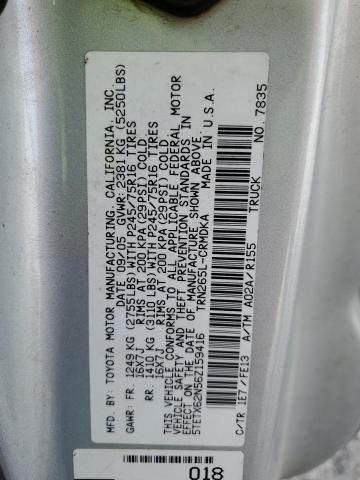 MFD. BY: TOYOTA MOTOR MANUFACTURING, CALIFORNIA, INC.
DATE: 09/05 GVWR: 2381 KG (5250LBS)
GAWR: FR. 1249 KG (2755LBS) WITH P245/75R16 TIRES
16X7J RIMS AT 200 KPA (29PSI) COLD
RR. 1410 KG (3110 LBS) WITH P245/75R16 TIRES
16X7J RIMS AT 200 KPA (29PSI) COLD
THIS VEHICLE CONFORMS TO ALL APPLICABLE FEDERAL MOTOR
VEHICLE SAFETY AND THEFT PREVENTION STANDARDS IN
EFFECT ON THE DATE OF MANUFACTURE SHOWN ABOVE.
5TETX62N56Z159416 TRN265L-CRMDKA MADE IN U.S.A.
TRUCK
C/TR 1E7/FE13 A/TM A02A/R155 NO. 7835
018